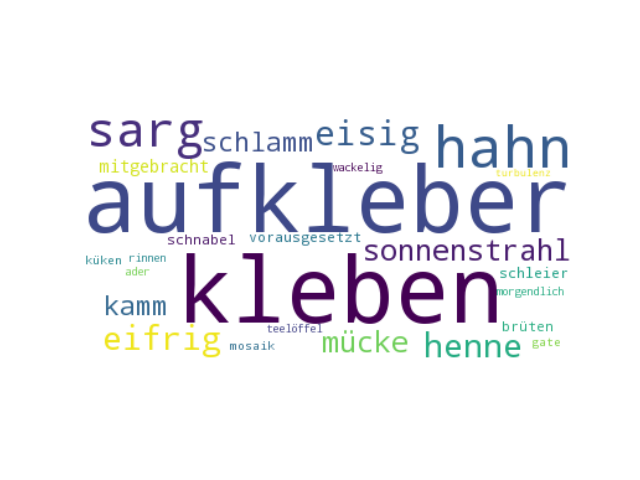 sarg schlamm eisig hahn
mitgebracht wackelig turbulenz
aufkleber
schnabel vorausgesetzt sonnenstrahl
küken rinnen ader kleben schleier
morgendlich
kamm
eifrig mosaik teelöffel mücke henne brüten gate